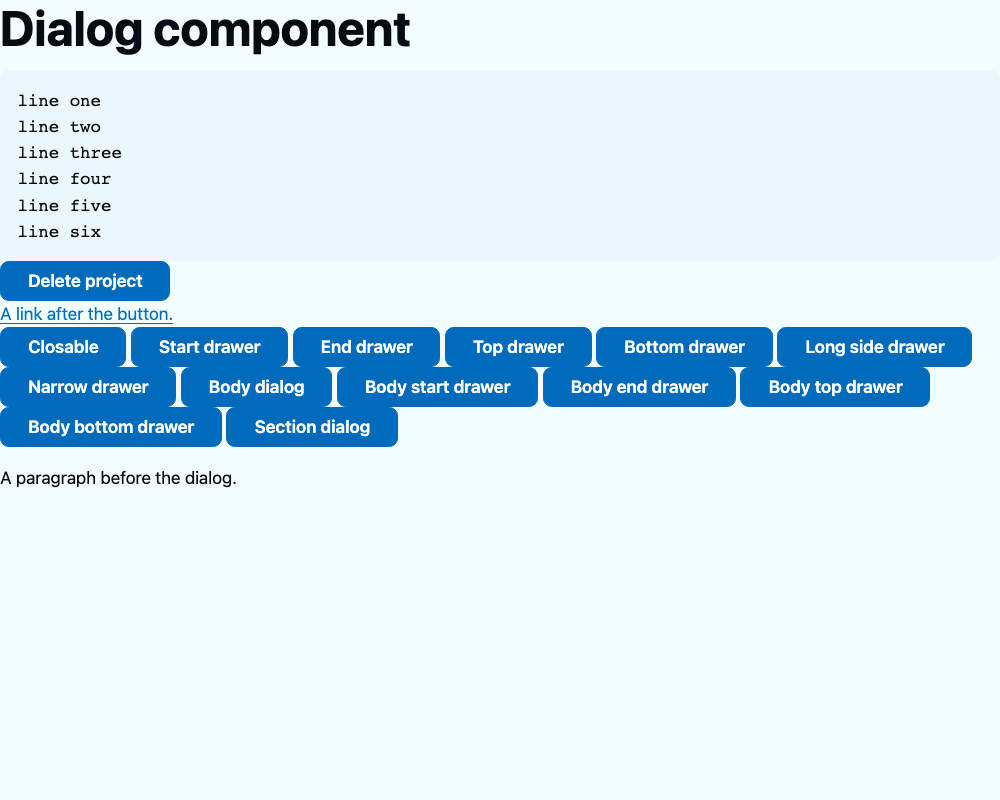 Dialog component
line one
line two
line three
line four
line five
line six
Delete project
A link after the button.
Closable Start drawer End drawer Top drawer Bottom drawer Long side drawer
Narrow drawer Body dialog Body start drawer Body end drawer Body top drawer
Body bottom drawer Section dialog
A paragraph before the dialog.